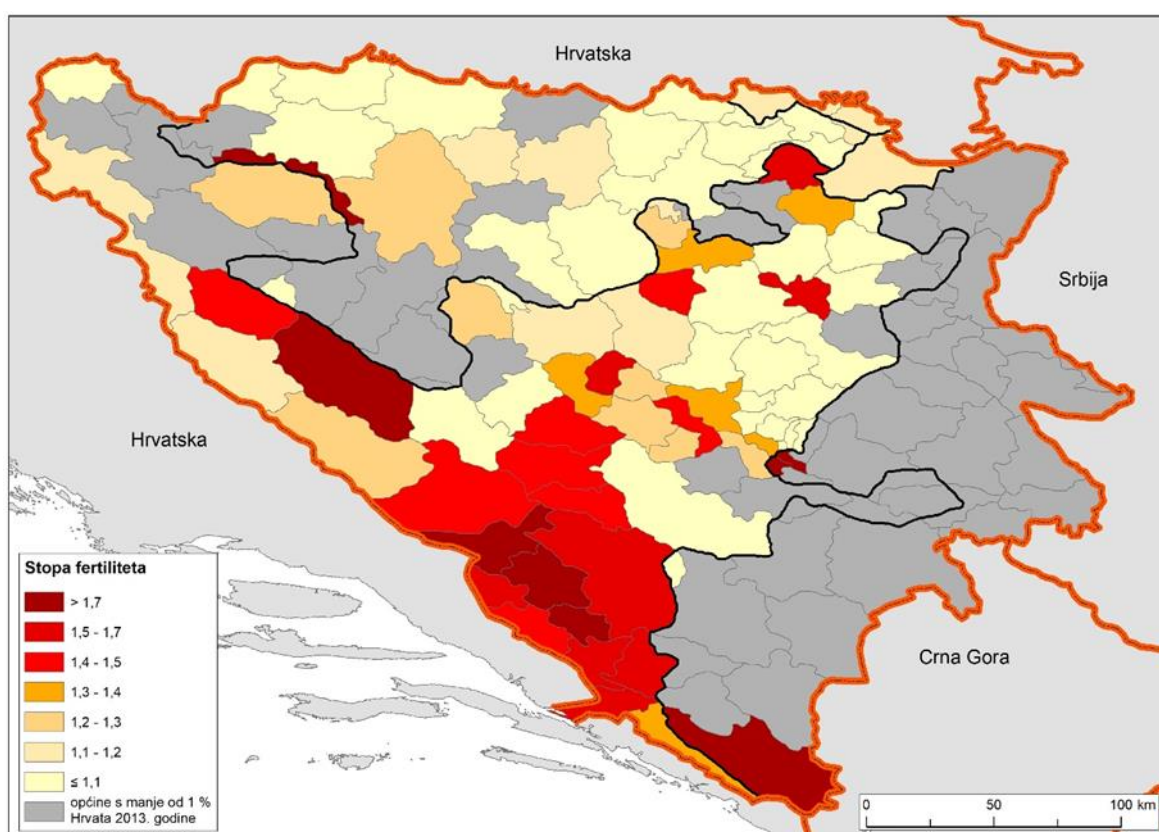 Hrvatska
Srbija
Hrvatska
Crna Gora
Stopa fertiliteta
> 1,7
1,5 - 1,7
1,4 - 1,5
1,3 - 1,4
1,2 - 1,3
1,1 - 1,2
≤ 1,1
općine s manje od 1 %
Hrvata 2013. godine
0 50 100 km